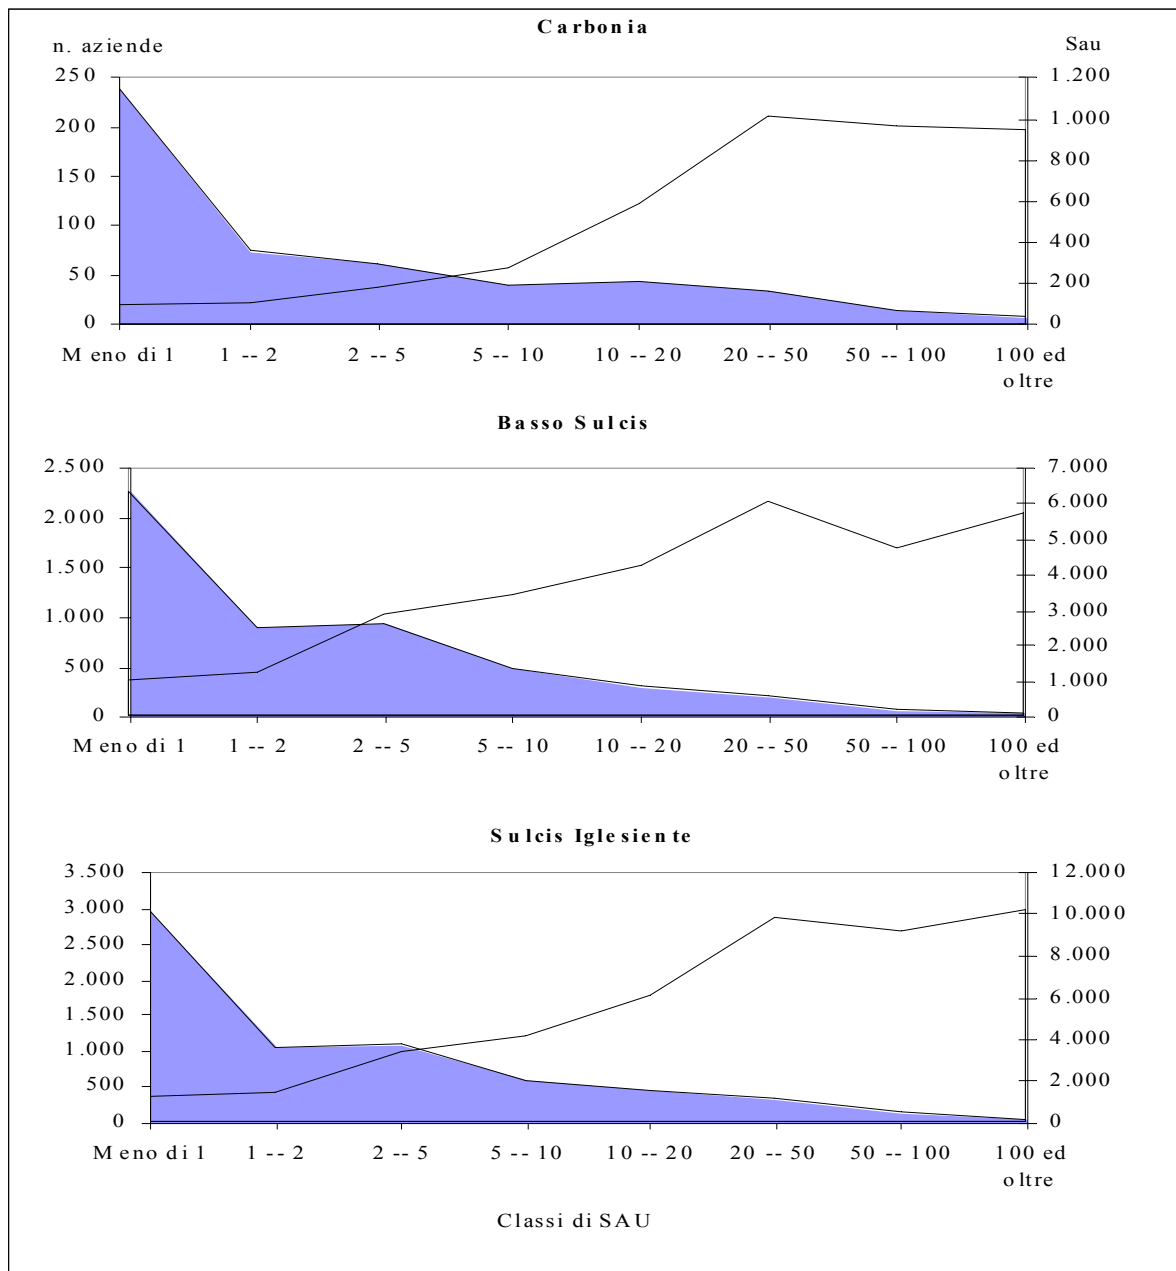 Carbonia
n. aziende Sau
250 1.200
200 1.000
150 800
100 600
50 400
0 200
0
Meno di 1 1 -- 2 2 -- 5 5 -- 10 10 -- 20 20 -- 50 50 -- 100 100 ed
oltre
Basso Sulcis
2.500 7.000
2.000 6.000
1.500 5.000
1.000 4.000
500 3.000
0 2.000
1.000
0
Meno di 1 1 -- 2 2 -- 5 5 -- 10 10 -- 20 20 -- 50 50 -- 100 100 ed
oltre
Sulcis Iglesiente
3.500 12.000
3.000 10.000
2.500 8.000
2.000 6.000
1.500 4.000
1.000 2.000
500 0
0
Meno di 1 1 -- 2 2 -- 5 5 -- 10 10 -- 20 20 -- 50 50 -- 100 100 ed
oltre
Classi di SAU